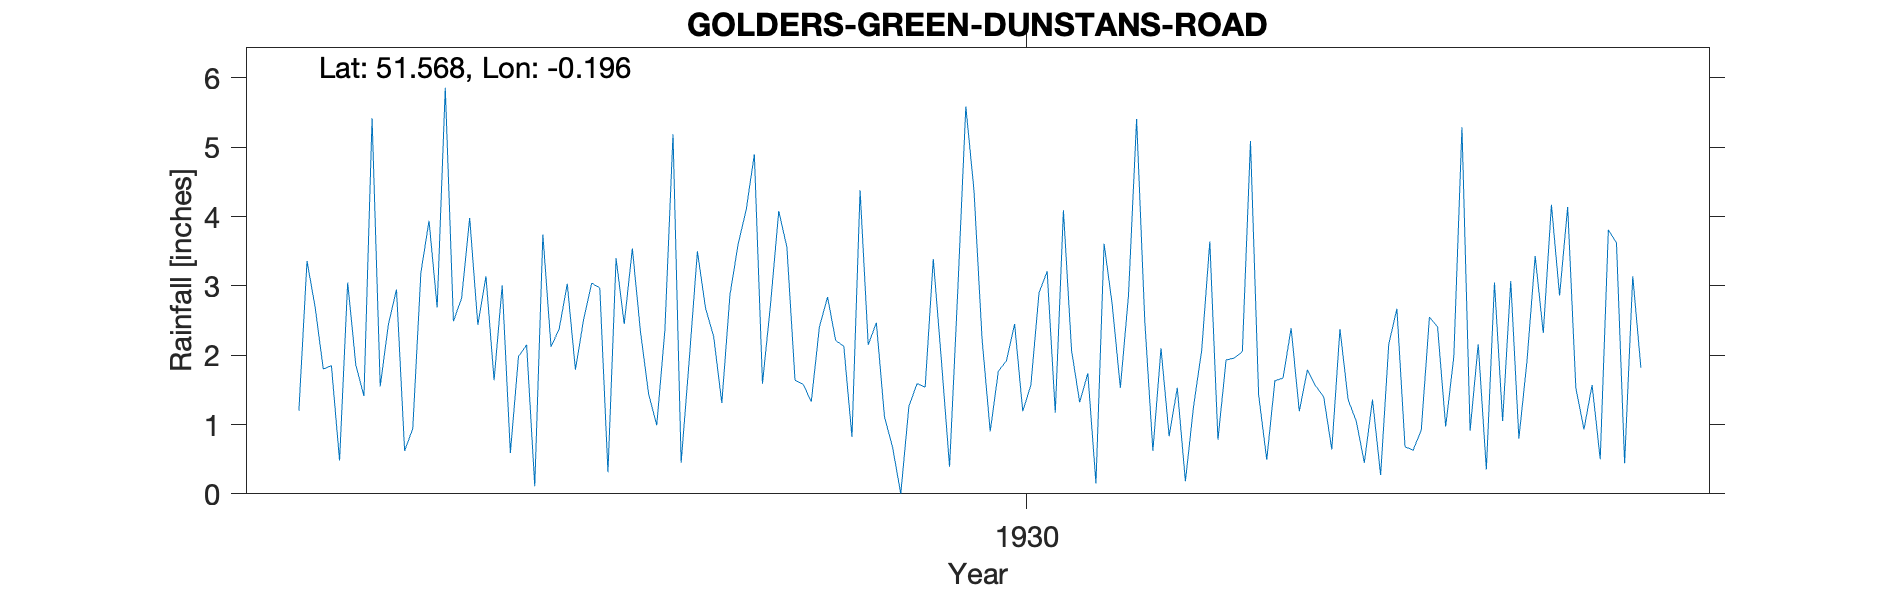 GOLDERS-GREEN-DUNSTANS-ROAD
Lat: 51.568, Lon: -0.196
6
5
4
3
2
1
0
Rainfall [inches]
1930
Year